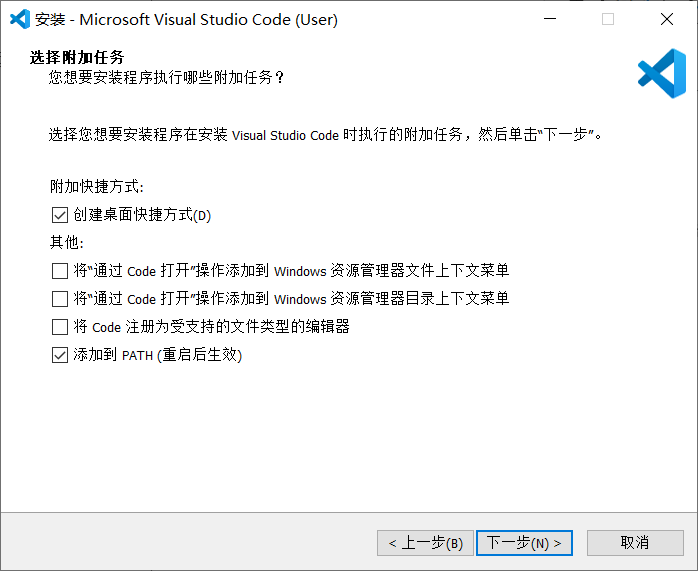 安装 - Microsoft Visual Studio Code (User)
选择附加任务
您想要安装程序执行哪些附加任务？
选择您想要安装程序在安装 Visual Studio Code 时执行的附加任务，然后单击“下一步”。
附加快捷方式:
创建桌面快捷方式(D)
其他:
将“通过 Code 打开”操作添加到 Windows 资源管理器文件上下文菜单
将“通过 Code 打开”操作添加到 Windows 资源管理器目录上下文菜单
将 Code 注册为受支持的文件类型的编辑器
添加到 PATH (重启后生效)
< 上一步(B) 下一步(N) > 取消